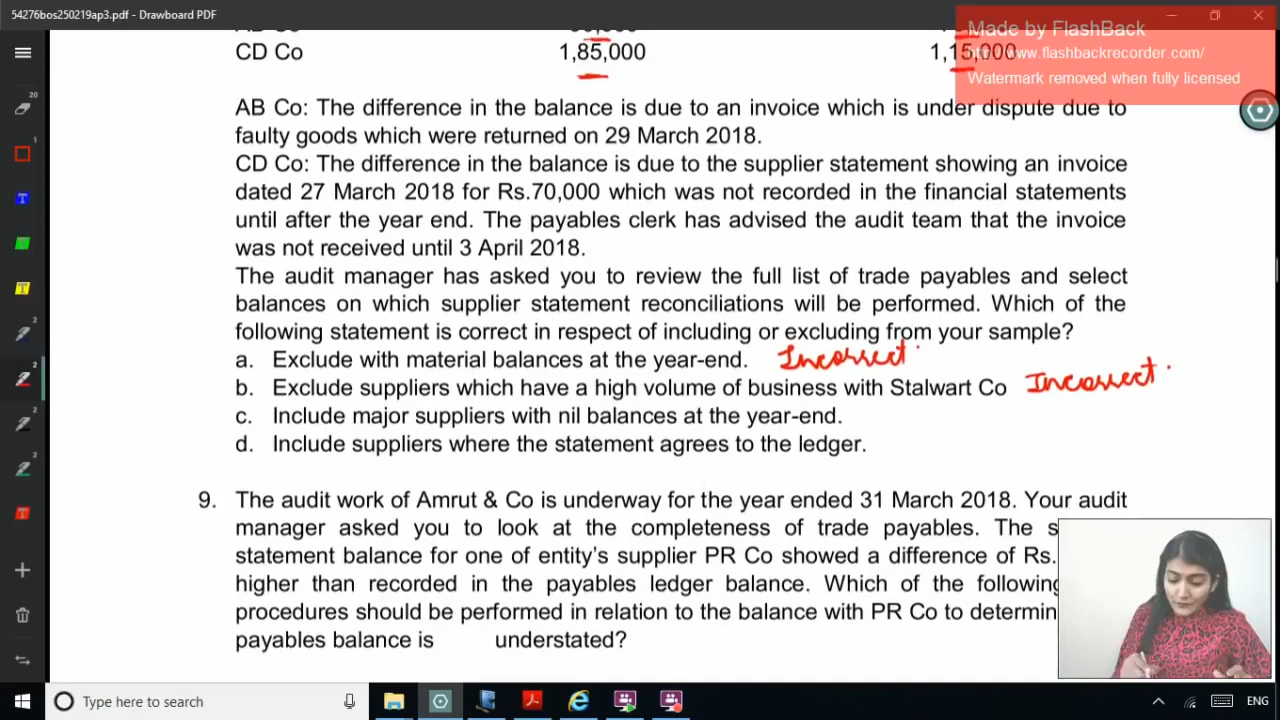 54276bos250219ap3.pdf - Drawboard PDF
Made by FlashBack
CD Co 1,85,000 1,15,000
www.flashbackrecorder.com/
Watermark removed when fully licensed
AB Co: The difference in the balance is due to an invoice which is under dispute due to
faulty goods which were returned on 29 March 2018.
CD Co: The difference in the balance is due to the supplier statement showing an invoice
dated 27 March 2018 for Rs.70,000 which was not recorded in the financial statements
until after the year end. The payables clerk has advised the audit team that the invoice
was not received until 3 April 2018.
The audit manager has asked you to review the full list of trade payables and select
balances on which supplier statement reconciliations will be performed. Which of the
following statement is correct in respect of including or excluding from your sample?
a. Exclude with material balances at the year-end. Incorrect
b. Exclude suppliers which have a high volume of business with Stalwart Co Incorrect
c. Include major suppliers with nil balances at the year-end.
d. Include suppliers where the statement agrees to the ledger.
9. The audit work of Amrut & Co is underway for the year ended 31 March 2018. Your audit
manager asked you to look at the completeness of trade payables. The
statement balance for one of entity's supplier PR Co showed a difference of Rs.
higher than recorded in the payables ledger balance. Which of the following
procedures should be performed in relation to the balance with PR Co to
payables balance is understated?
Type here to search
ENG